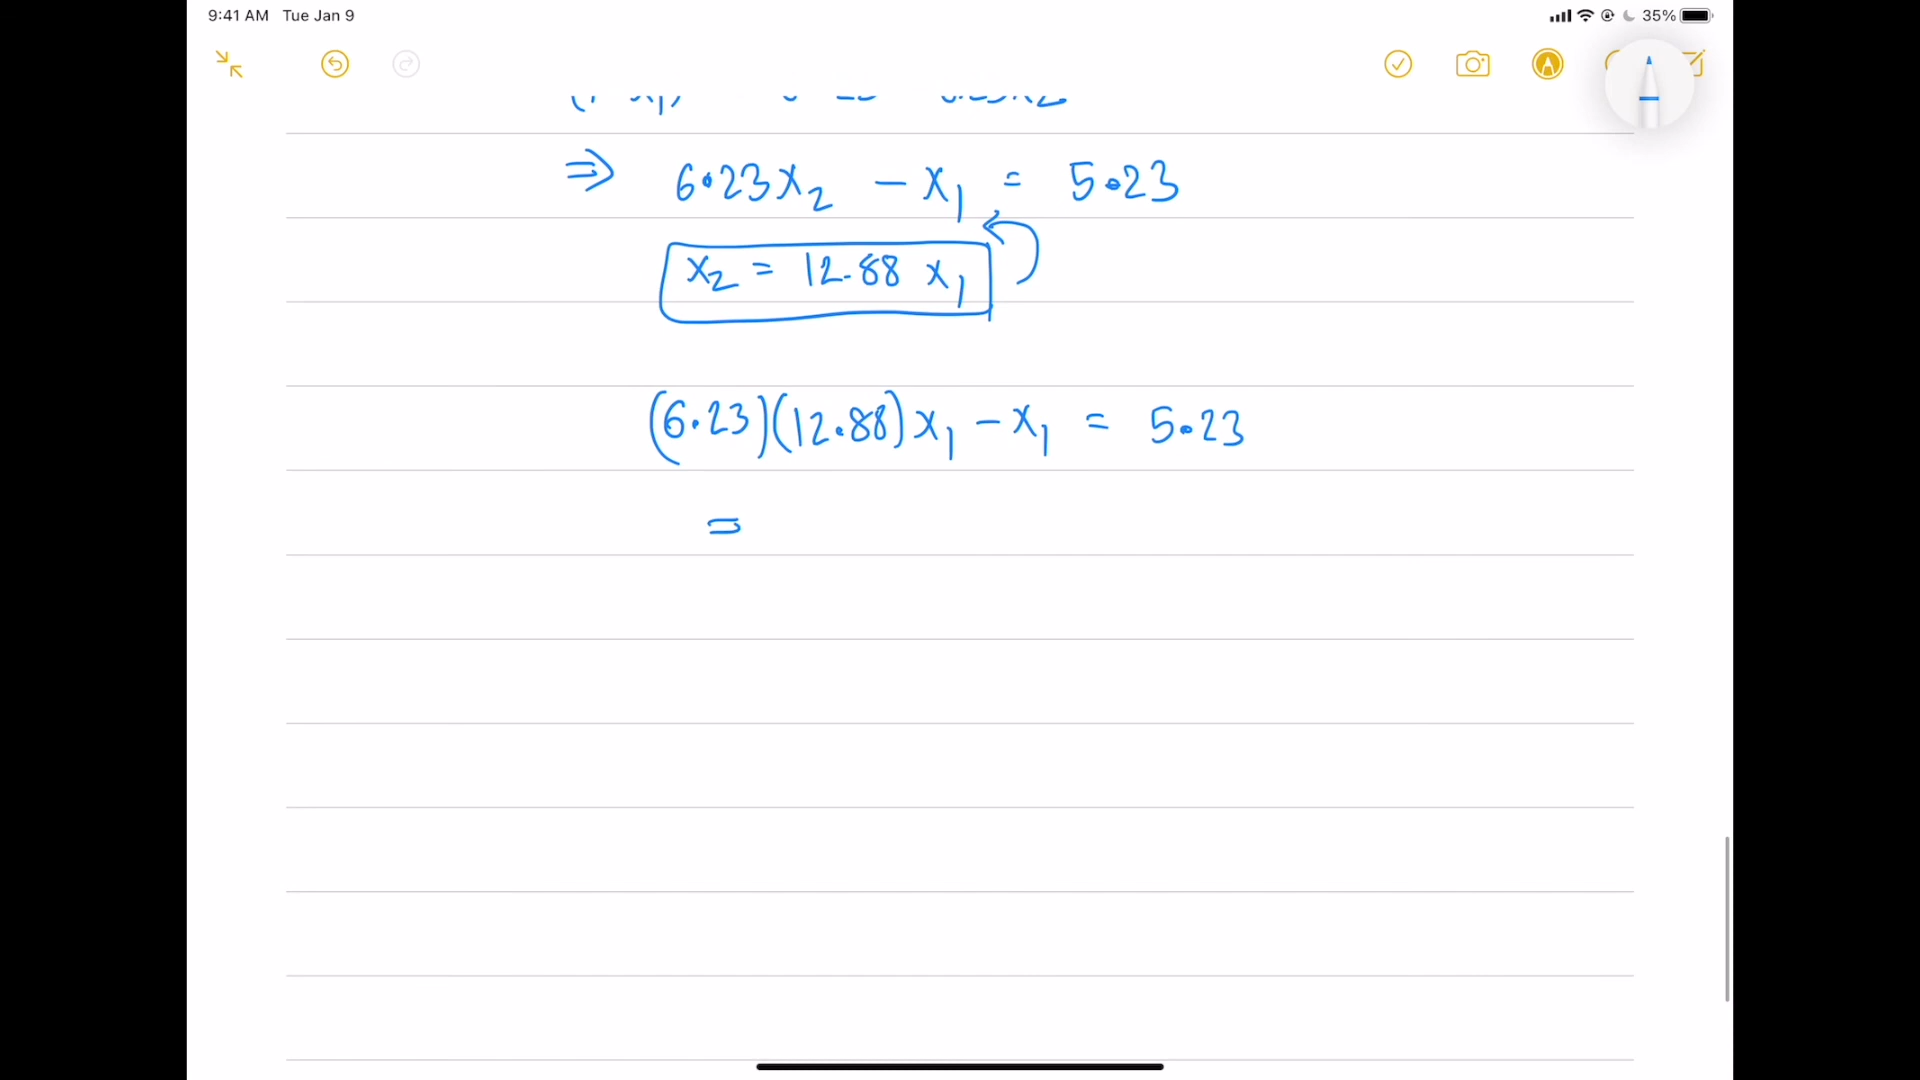 9:41 AM Tue Jan 9 35%
⇒ 6.23x₂ - x₁ = 5.23
x₂ = 12.88 x₁
(6.23)(12.88)x₁ - x₁ = 5.23
=